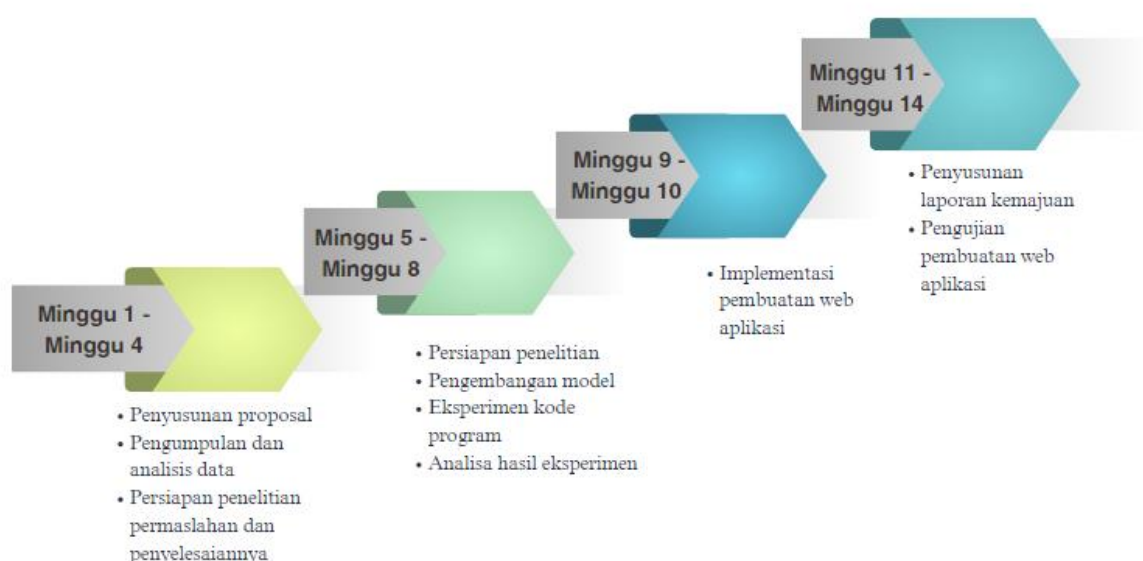 Minggu 1 -
Minggu 4
• Penyusunan proposal
• Pengumpulan dan
analisis data
• Persiapan penelitian
permaslahan dan
penyelesaiannya
Minggu 5 -
Minggu 8
• Persiapan penelitian
• Pengembangan model
• Eksperimen kode
program
• Analisa hasil eksperimen
Minggu 9 -
Minggu 10
• Implementasi
pembuatan web
aplikasi
Minggu 11 -
Minggu 14
• Penyusunan
laporan kemajuan
• Pengujian
pembuatan web
aplikasi